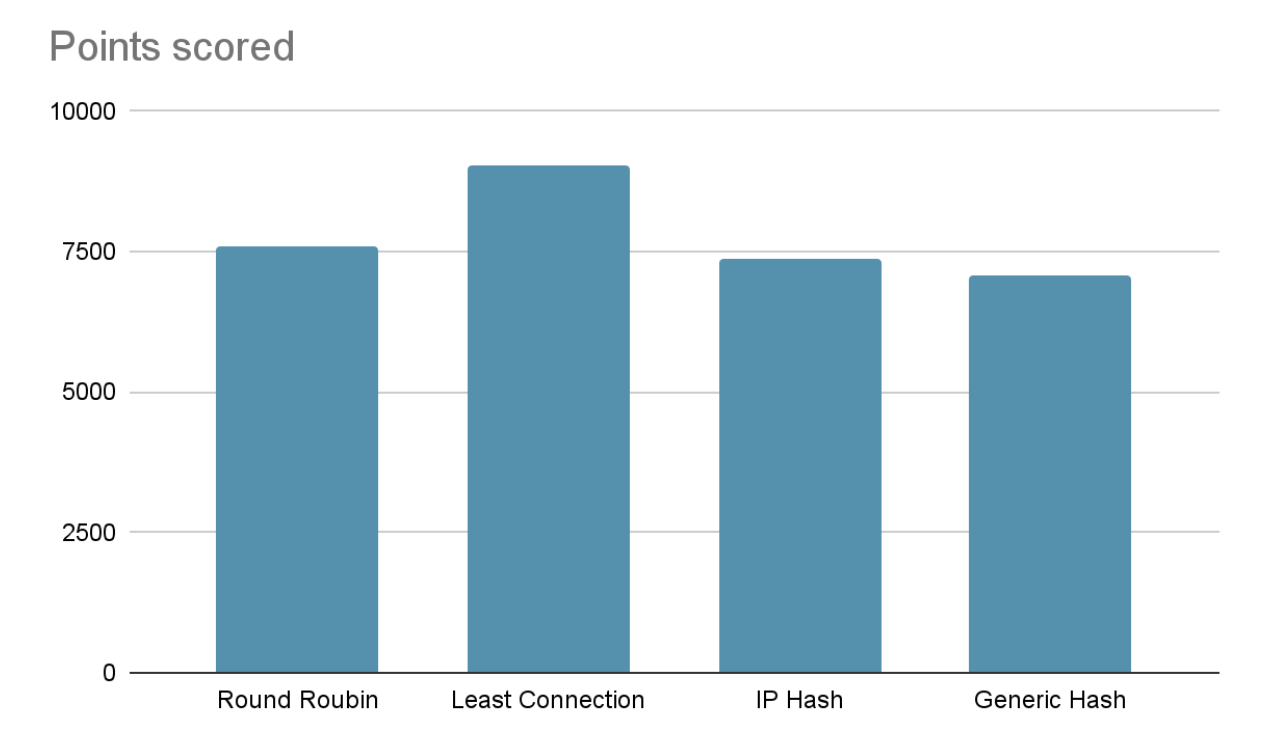 Points scored
10000
7500
5000
2500
0
Round Roubin
Least Connection
IP Hash
Generic Hash